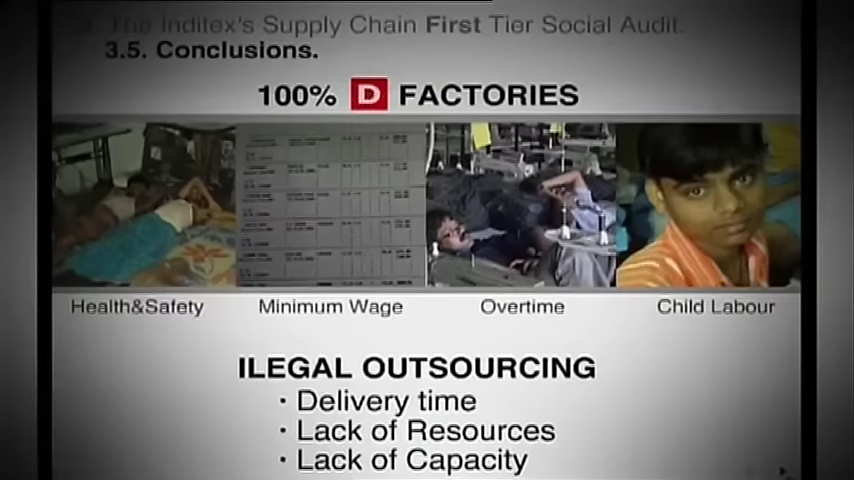 The Inditex's Supply Chain First Tier Social Audit.
3.5. Conclusions.
100% D FACTORIES
Health&Safety Minimum Wage Overtime Child Labour
ILEGAL OUTSOURCING
· Delivery time
· Lack of Resources
· Lack of Capacity